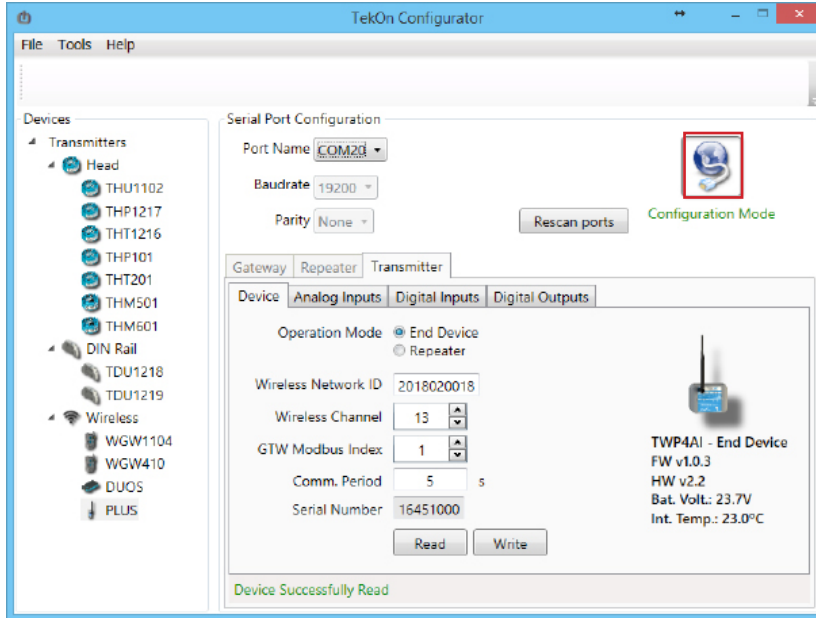 TekOn Configurator
File Tools Help
Devices
Transmitters
Head
THU1102
THP1217
THT1216
THP101
THT201
THM501
THM601
DIN Rail
TDU1218
TDU1219
Wireless
WGW1104
WGW410
DUOS
PLUS
Serial Port Configuration
Port Name COM20
Baudrate 19200
Parity None
Rescan ports
Configuration Mode
Gateway Repeater Transmitter
Device Analog Inputs Digital Inputs Digital Outputs
Operation Mode End Device
Repeater
Wireless Network ID 2018020018
Wireless Channel 13
GTW Modbus Index 1
Comm. Period 5 s
Serial Number 16451000
Read Write
TWP4AI - End Device
FW v1.0.3
HW v2.2
Bat. Volt.: 23.7V
Int. Temp.: 23.0ºC
Device Successfully Read